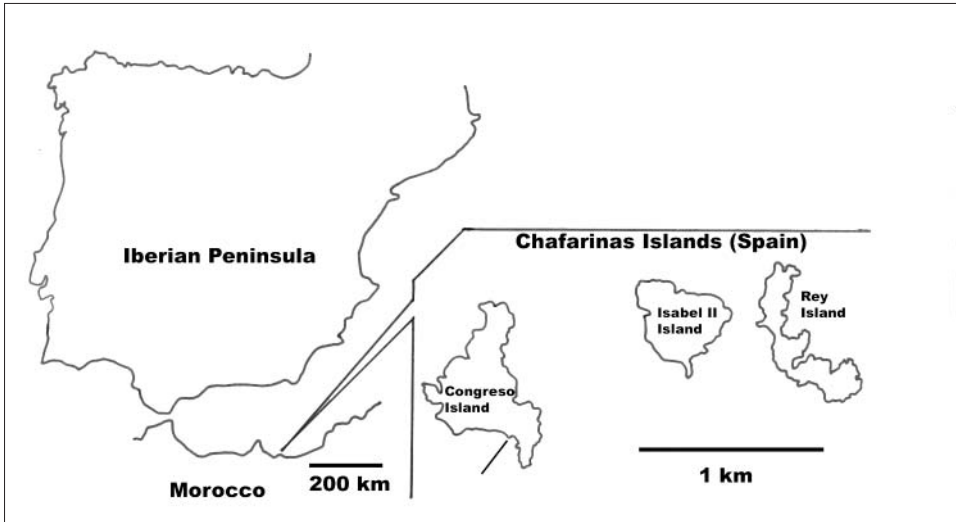 Iberian Peninsula
Chafarinas Islands (Spain)
Isabel II
Island
Rey
Island
Congreso
Island
Morocco
200 km
1 km